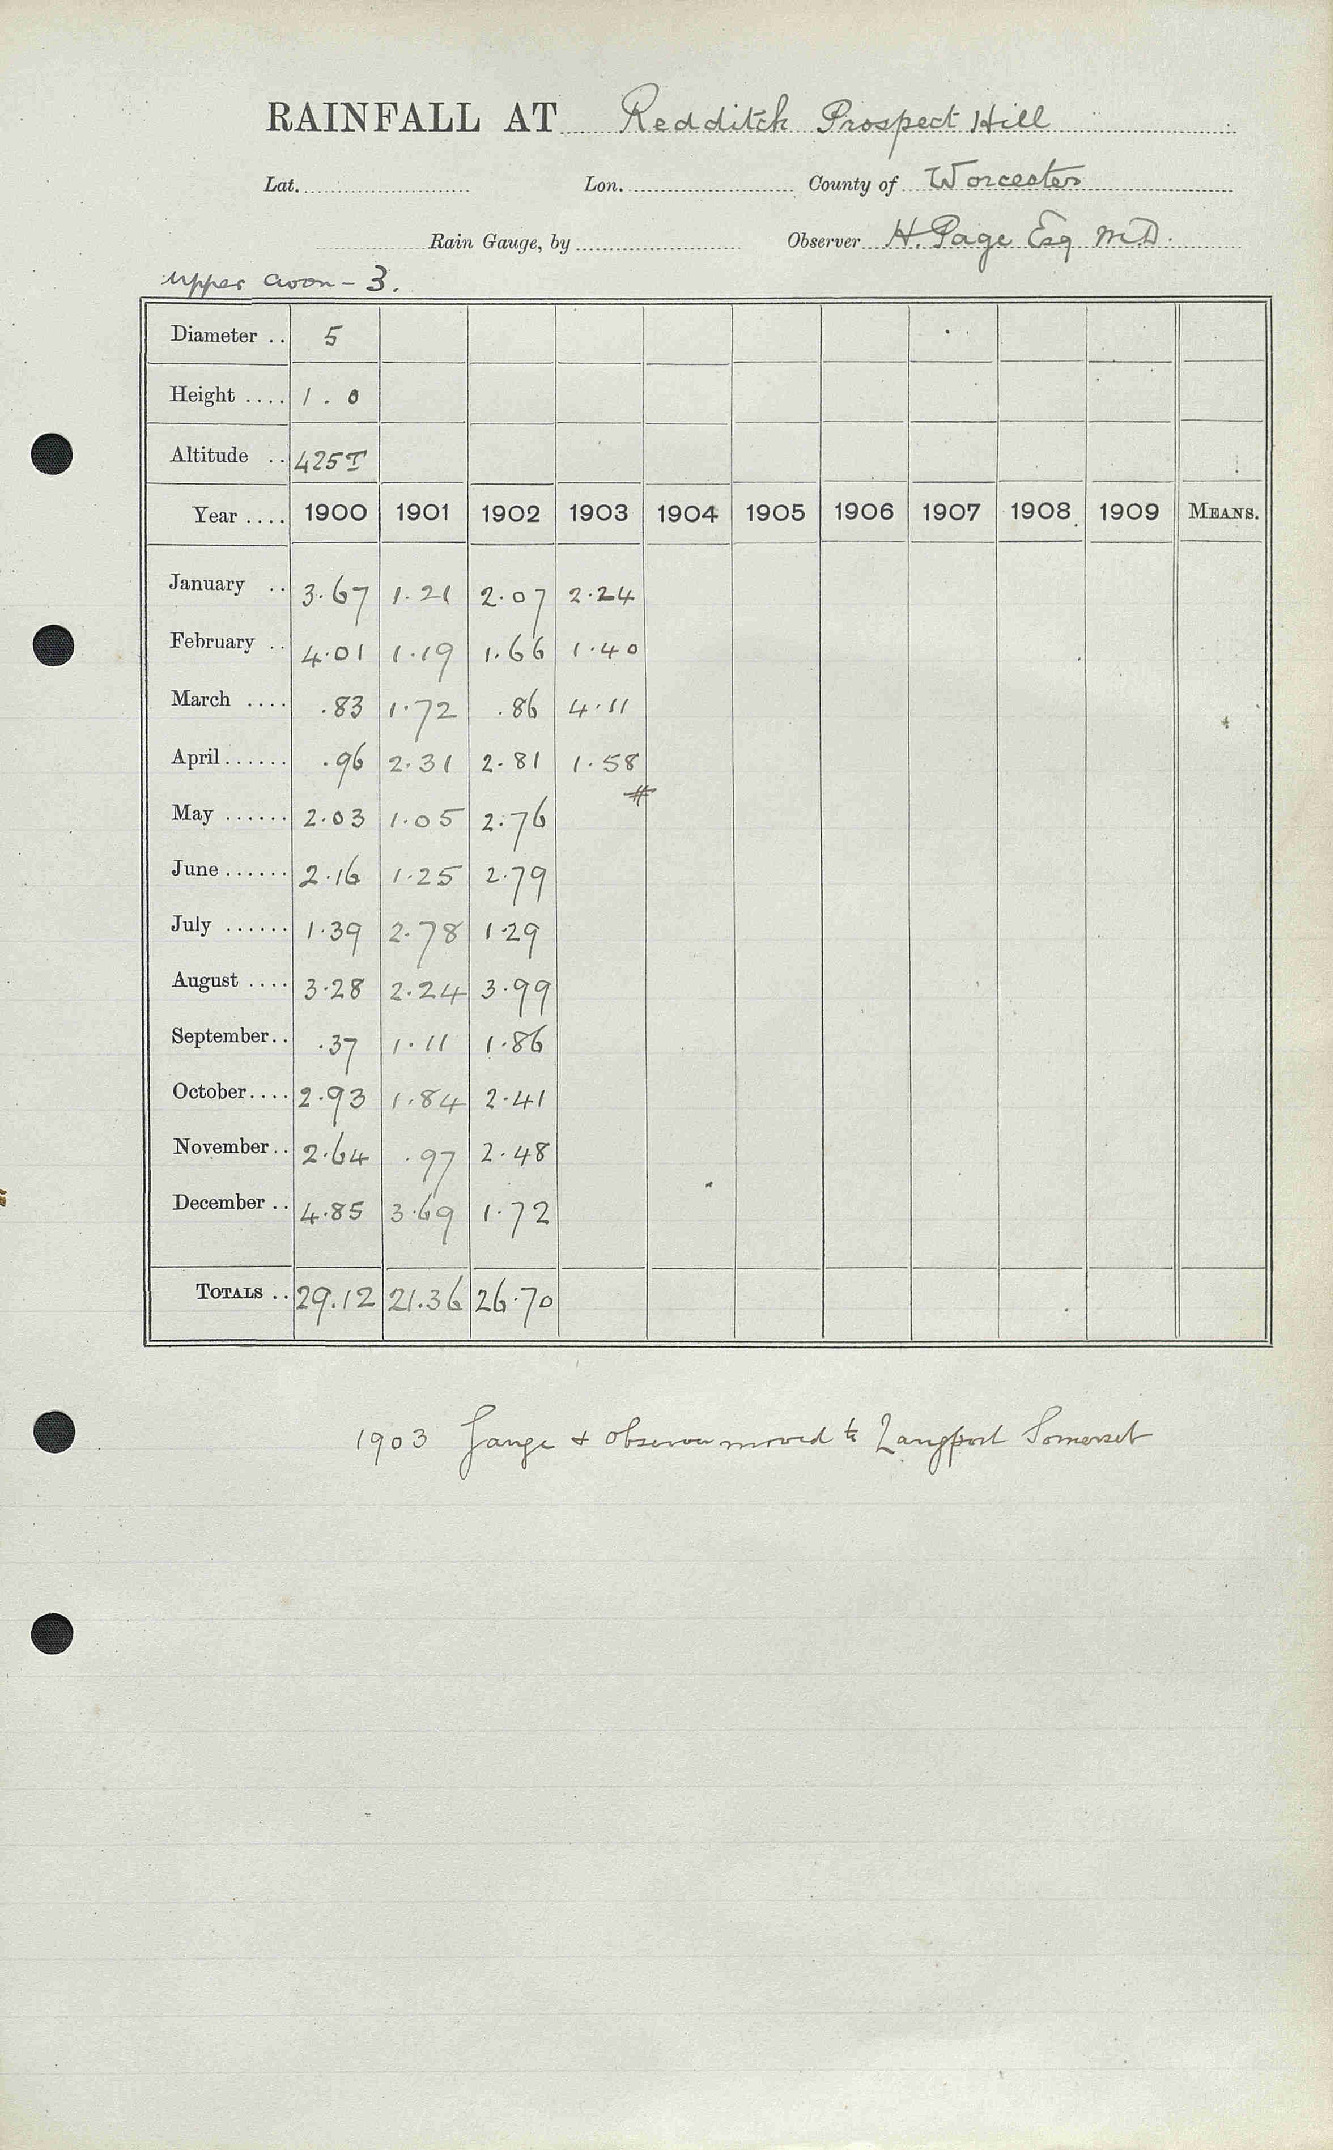 RAINFALL AT Redditch Prospect Hill
Lat. Lon. County of Worcester
Rain Gauge, by Observer H. Page Esq M.D.
Upper Avon - 3.
Diameter .. 5
Height .... 1.0
Altitude .. 425T
Year .... 1900 1901 1902 1903 1904 1905 1906 1907 1908 1909 MEANS.
January .. 3.67 1.21 2.07 2.24
February .. 4.01 1.19 1.66 1.40
March .... .83 1.72 .86 4.11
April ...... .96 2.31 2.81 1.58
#
May ...... 2.03 1.05 2.76
June ...... 2.16 1.25 2.79
July ...... 1.39 2.78 1.29
August .... 3.28 2.24 3.99
September .. .37 1.11 1.86
October .... 2.93 1.84 2.41
November .. 2.64 .97 2.48
December .. 4.85 3.69 1.72
TOTALS .. 29.12 21.36 26.70
1903 Gauge & observer moved to Langport Somerset